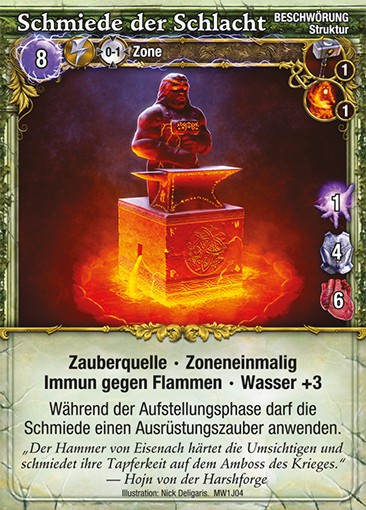 Schmiede der Schlacht
BESCHWÖRUNG
Struktur
8
0-1
Zone
1
1
1
4
6
Zauberquelle · Zoneneinmalig
Immun gegen Flammen · Wasser +3
Während der Aufstellungsphase darf die
Schmiede einen Ausrüstungszauber anwenden.
„Der Hammer von Eisenach härtet die Umsichtigen und
schmiedet ihre Tapferkeit auf dem Amboss des Krieges.“
— Hojn von der Harshforge
Illustration: Nick Deligaris. MW1J04